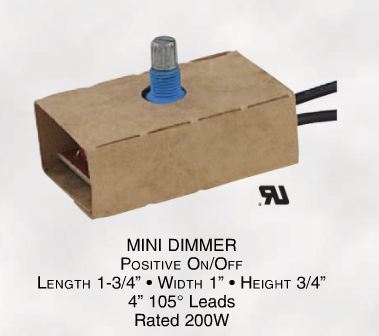 MINI DIMMER
Positive On/Off
Length 1-3/4” • Width 1” • Height 3/4”
4” 105° Leads
Rated 200W